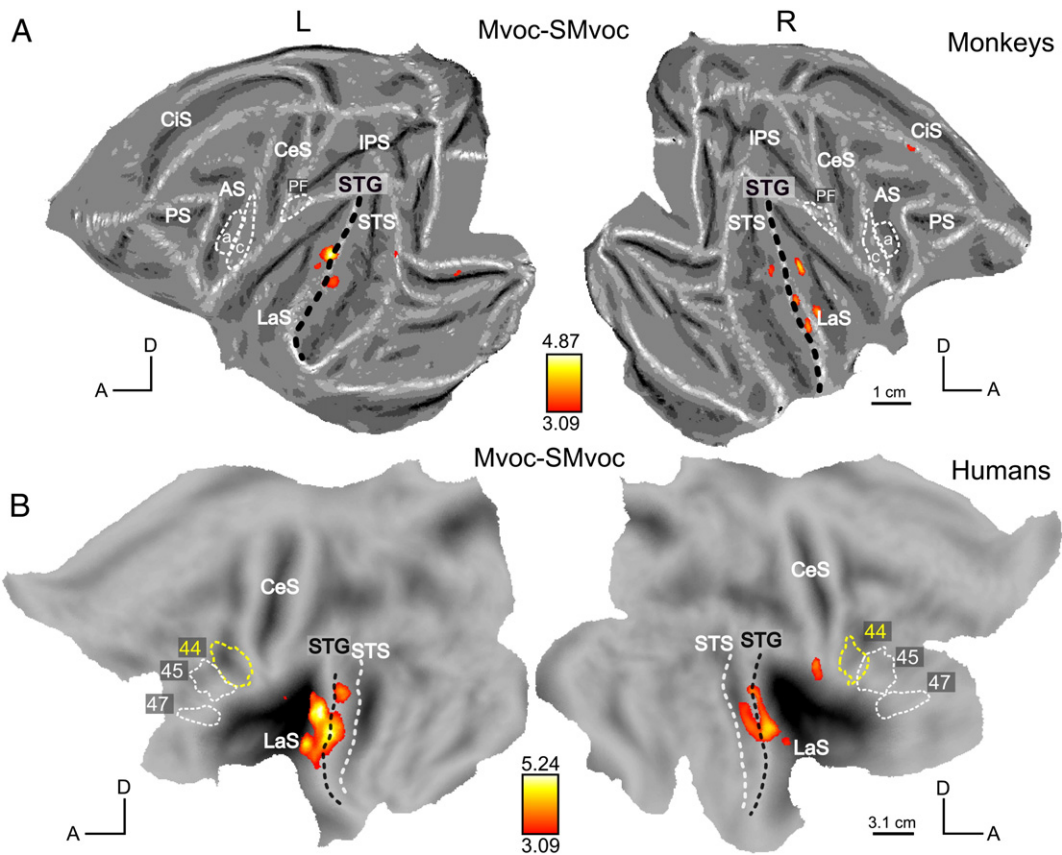 A
L
Mvoc-SMvoc
R
Monkeys
CiS
CeS
IPS
AS
PF
STG
PS
STS
a
c
LaS
IPS
CiS
CeS
STG
PF
AS
STS
PS
a
c
LaS
D
A
4.87
3.09
D
A
1 cm
Mvoc-SMvoc
Humans
B
CeS
44
STG
STS
45
47
LaS
CeS
STS
STG
44
45
47
LaS
D
A
5.24
3.09
D
A
3.1 cm